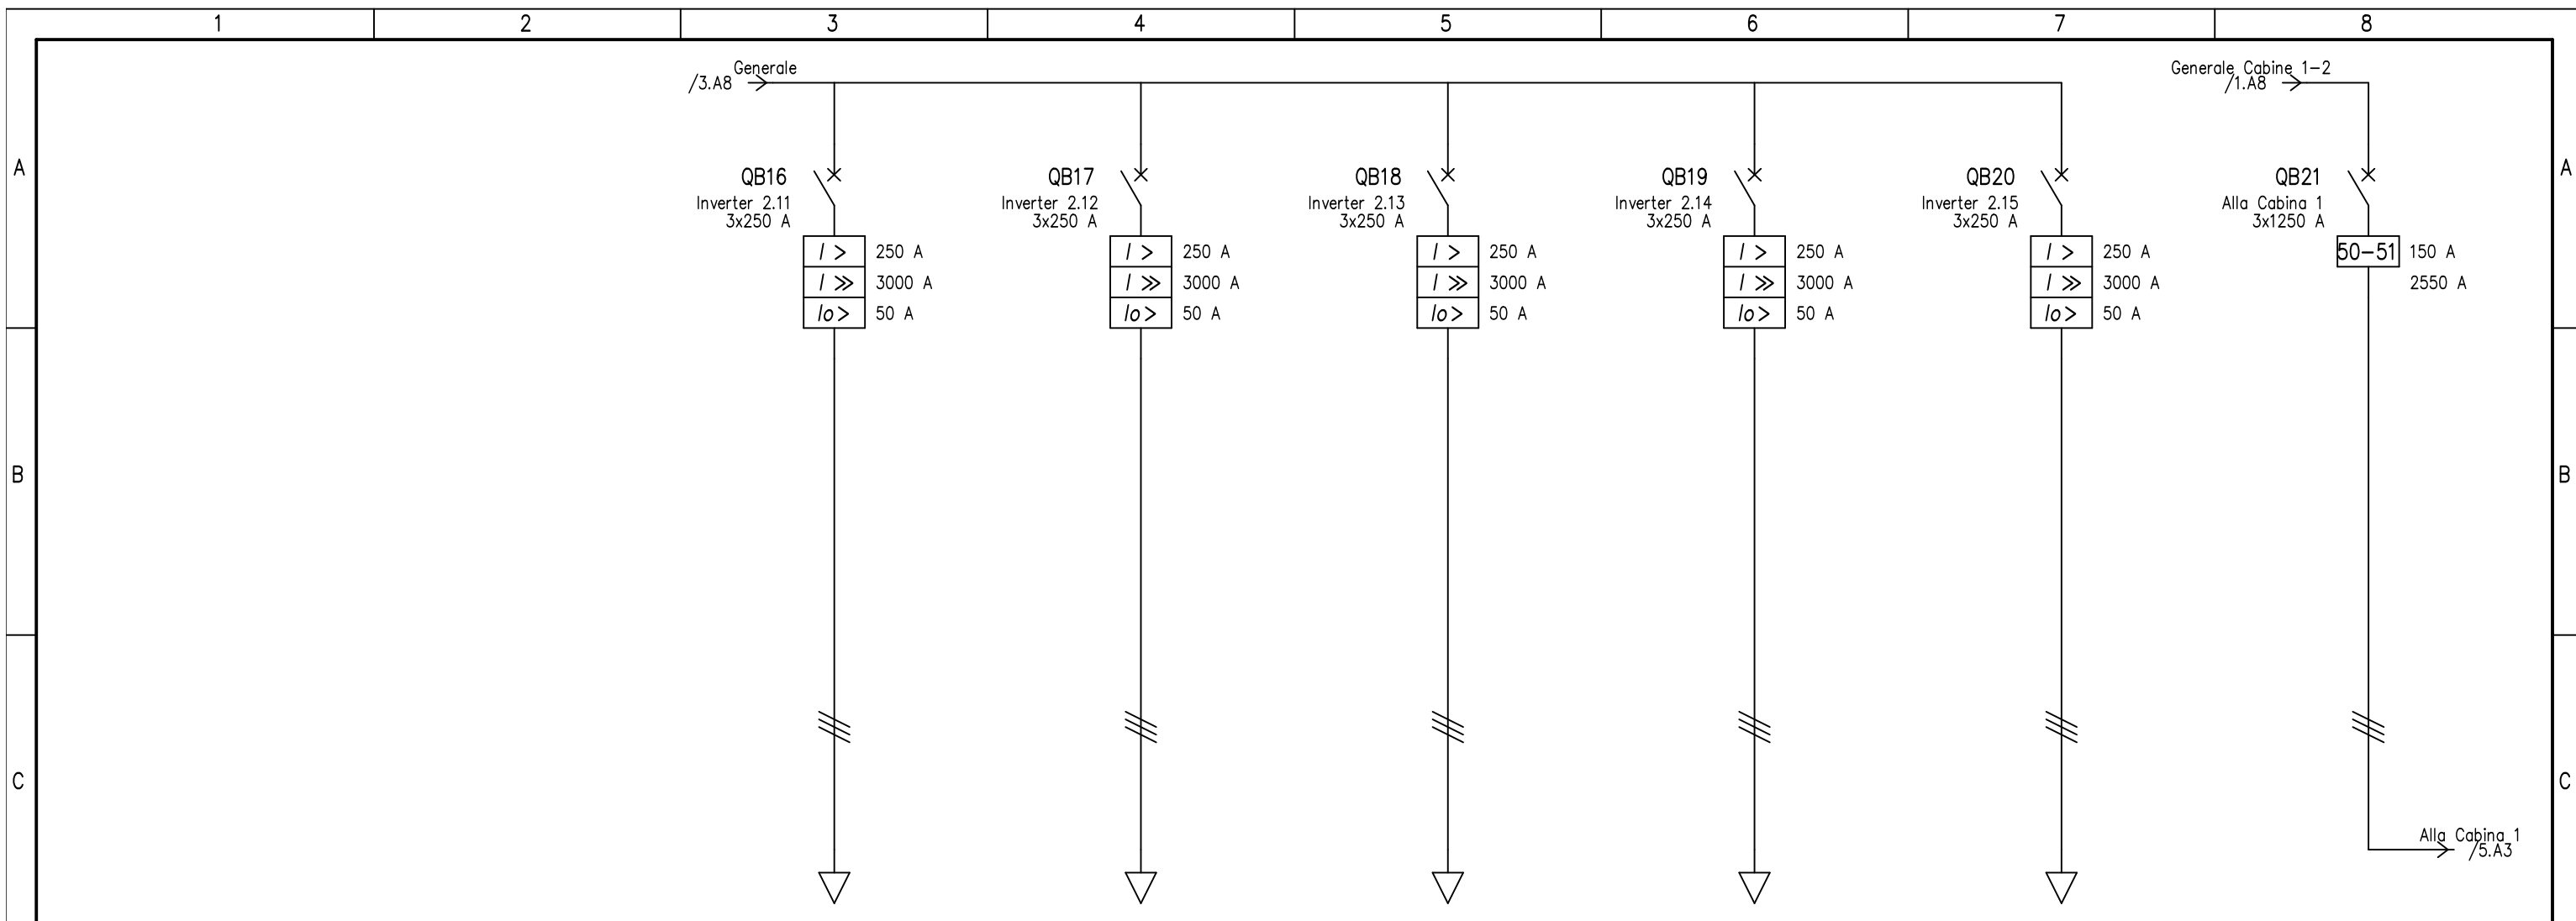 1 2 3 4 5 6 7 8
Generale
/3.A8
Generale Cabine 1-2
/1.A8
A A
QB16
Inverter 2.11
3x250 A
I > 250 A
I >> 3000 A
Io> 50 A
QB17
Inverter 2.12
3x250 A
I > 250 A
I >> 3000 A
Io> 50 A
QB18
Inverter 2.13
3x250 A
I > 250 A
I >> 3000 A
Io> 50 A
QB19
Inverter 2.14
3x250 A
I > 250 A
I >> 3000 A
Io> 50 A
QB20
Inverter 2.15
3x250 A
I > 250 A
I >> 3000 A
Io> 50 A
QB21
Alla Cabina 1
3x1250 A
50-51 150 A
2550 A
B B
C C
Alla Cabina 1
/5.A3